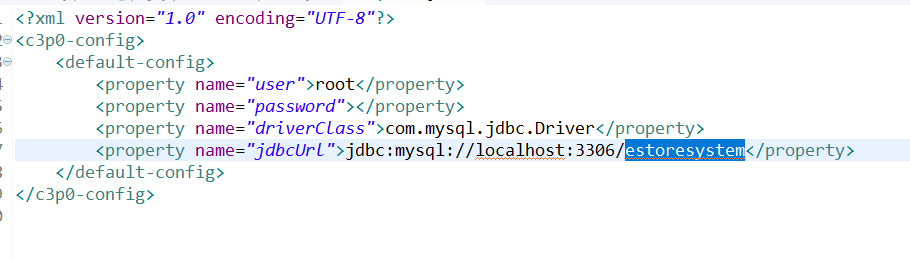 <?xml version="1.0" encoding="UTF-8"?>
<c3p0-config>
    <default-config>
        <property name="user">root</property>
        <property name="password"></property>
        <property name="driverClass">com.mysql.jdbc.Driver</property>
        <property name="jdbcUrl">jdbc:mysql://localhost:3306/estoresystem</property>
    </default-config>
</c3p0-config>